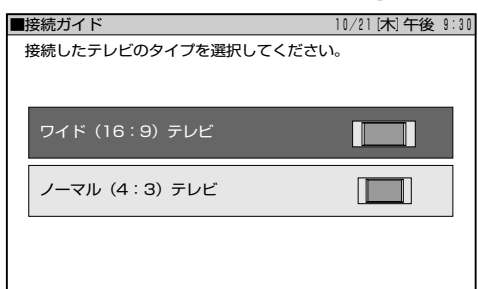 ■接続ガイド 10/21[木]午後 9:30
接続したテレビのタイプを選択してください。
ワイド（16：9）テレビ
ノーマル（4：3）テレビ